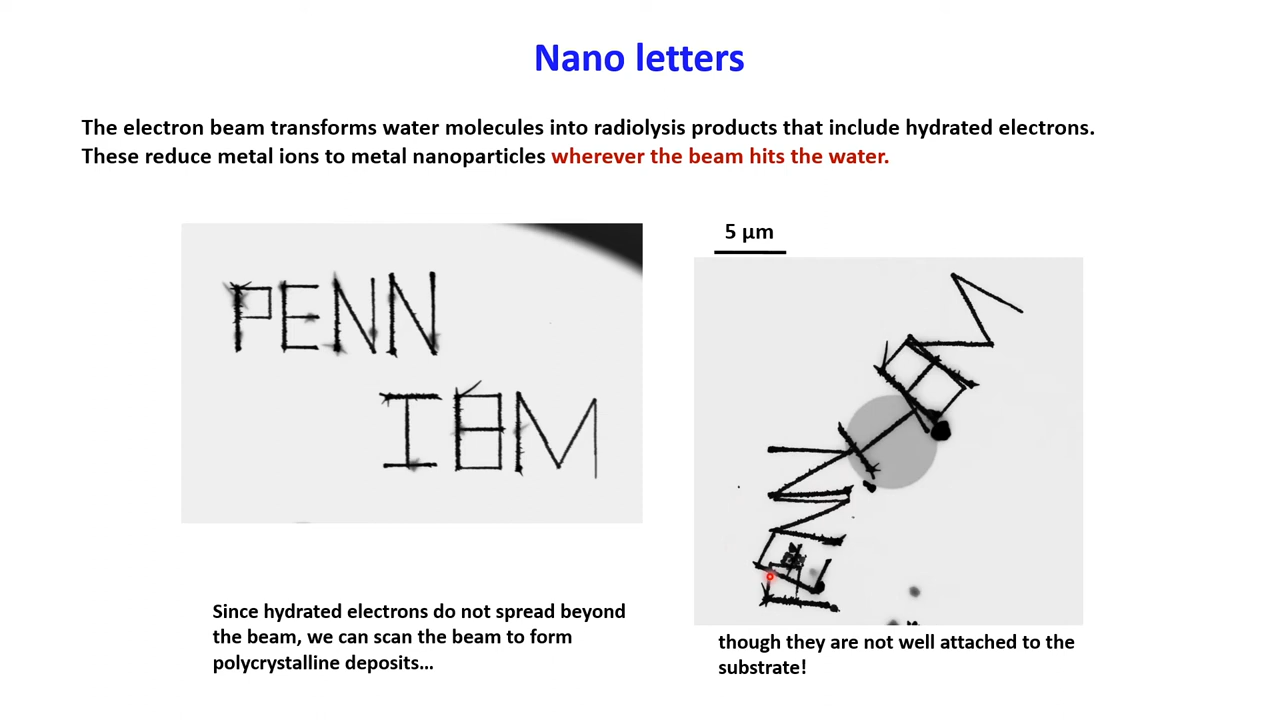 Nano letters
The electron beam transforms water molecules into radiolysis products that include hydrated electrons.
These reduce metal ions to metal nanoparticles wherever the beam hits the water.
5 µm
PENN
IBM
PENN
IBM
Since hydrated electrons do not spread beyond
the beam, we can scan the beam to form
polycrystalline deposits…
though they are not well attached to the
substrate!